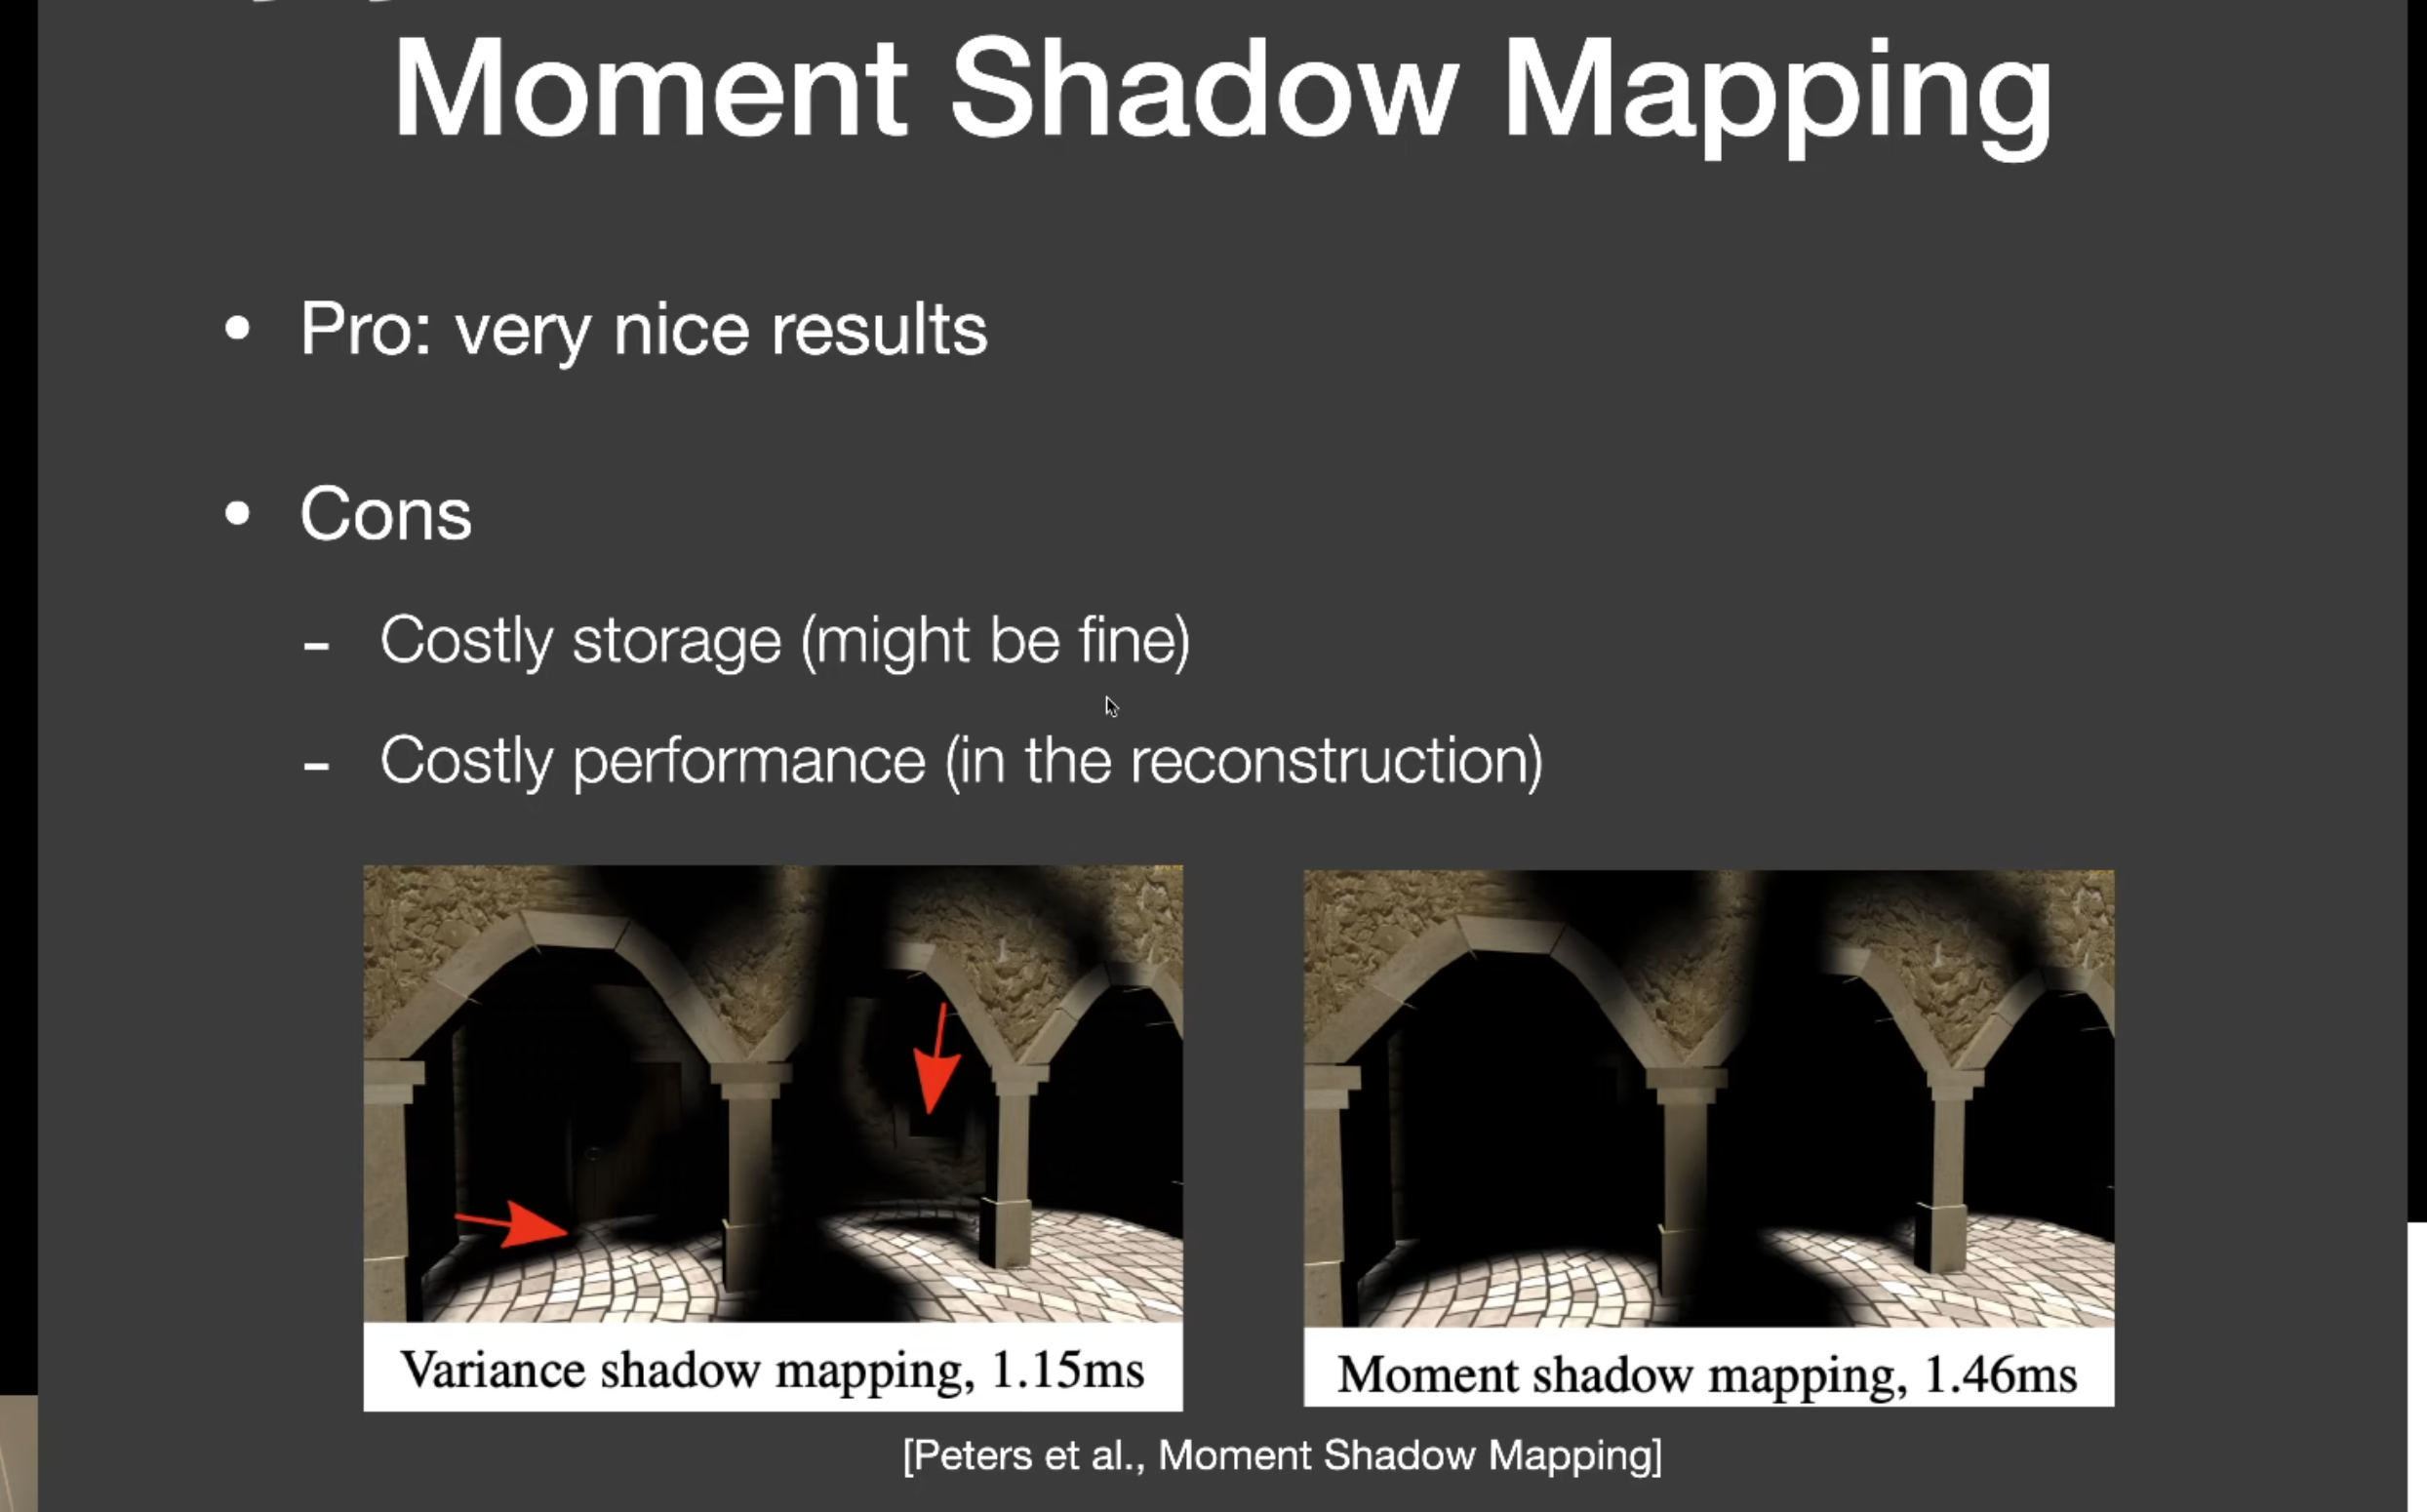 Moment Shadow Mapping
• Pro: very nice results
• Cons
- Costly storage (might be fine)
- Costly performance (in the reconstruction)
Variance shadow mapping, 1.15ms
Moment shadow mapping, 1.46ms
[Peters et al., Moment Shadow Mapping]